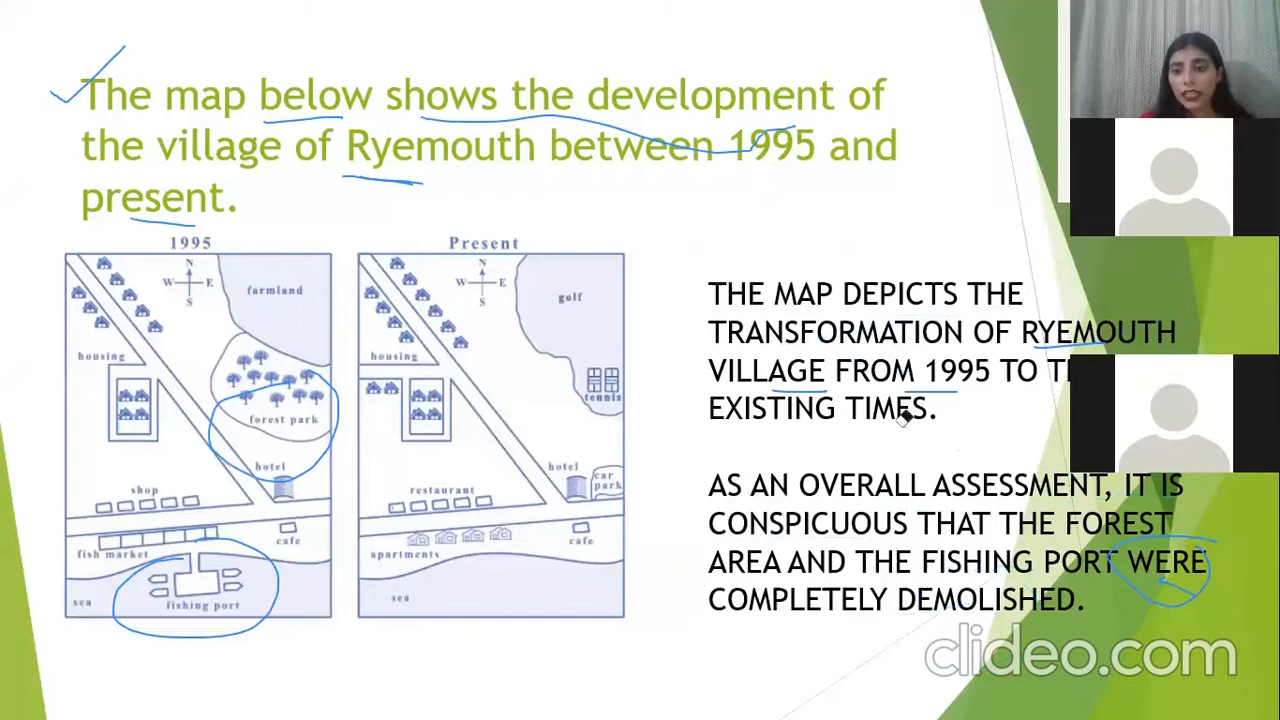 The map below shows the development of
the village of Ryemouth between 1995 and
present.
1995
Present
N
W E
S
farmland
housing
forest park
hotel
shop
fish market
cafe
sea
fishing port
N
W E
S
golf
tennis
housing
hotel
car
park
restaurant
apartments
cafe
sea
THE MAP DEPICTS THE
TRANSFORMATION OF RYEMOUTH
VILLAGE FROM 1995 TO
EXISTING TIMES.
AS AN OVERALL ASSESSMENT, IT IS
CONSPICUOUS THAT THE FOREST
AREA AND THE FISHING PORT WERE
COMPLETELY DEMOLISHED.
clideo.com